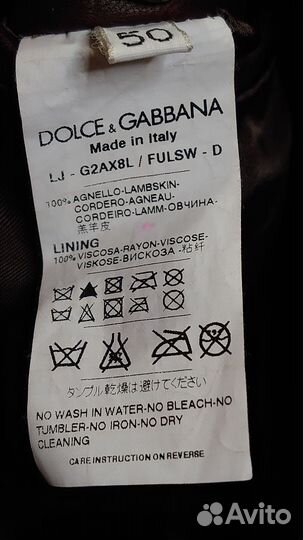 50
DOLCE & GABBANA
Made in Italy
LJ - G2AX8L / FULSW - D
100% AGNELLO-LAMBSKIN-
CORDERO-AGNEAU-
CORDEIRO-LAMM-ОВЧИНА-
羔羊皮
LINING
100% VISCOSA-RAYON-VISCOSE-
VISKOSE-ВИСКОЗА -粘纤
タンブル乾燥は避けてください
NO WASH IN WATER-NO BLEACH-NO
TUMBLER-NO IRON-NO DRY
CLEANING
CARE INSTRUCTION ON REVERSE
Avito